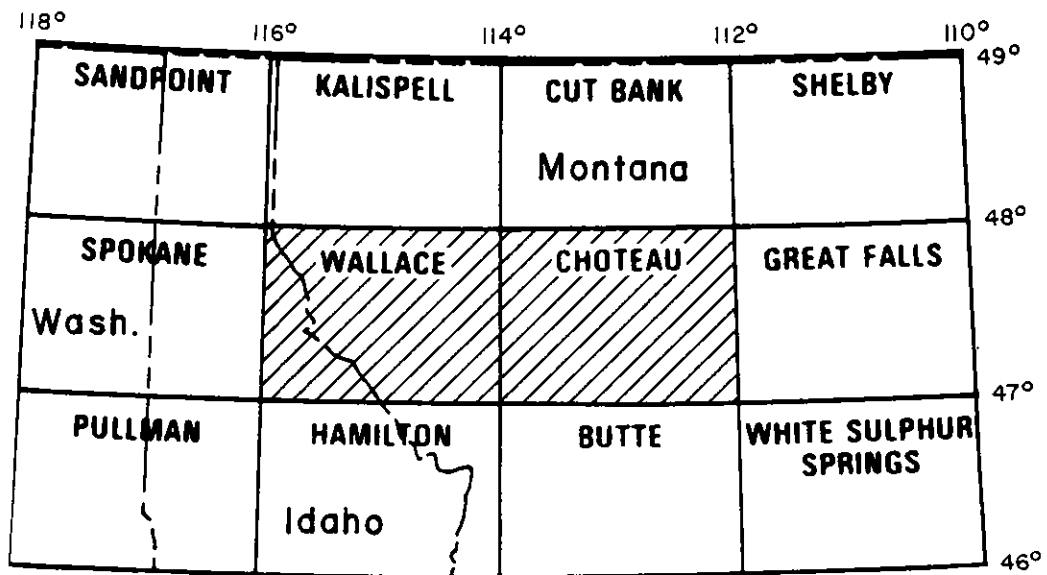 118° 116° 114° 112° 110°
49°
SANDPOINT KALISPELL CUT BANK SHELBY
Montana
48°
SPOKANE WALLACE CHOTEAU GREAT FALLS
Wash.
47°
PULLMAN HAMILTON BUTTE WHITE SULPHUR
SPRINGS
Idaho
46°